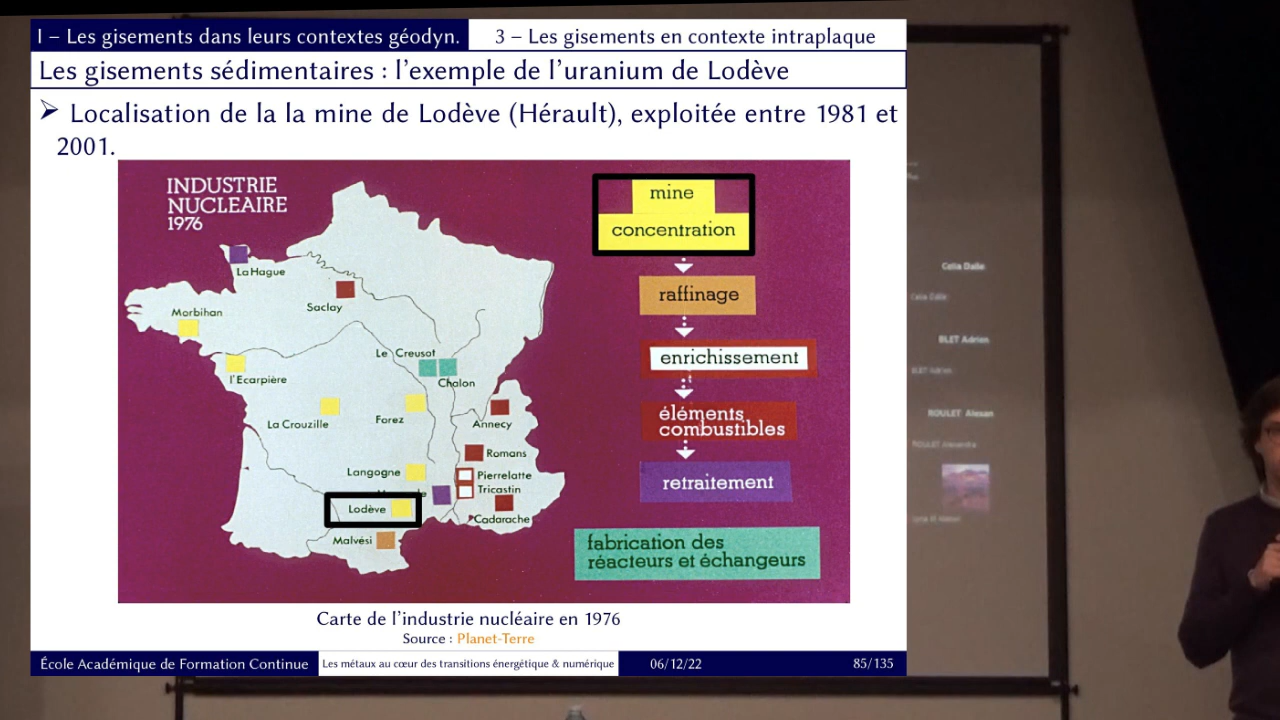 I – Les gisements dans leurs contextes géodyn.
3 – Les gisements en contexte intraplaque
Les gisements sédimentaires : l'exemple de l'uranium de Lodève
➤ Localisation de la la mine de Lodève (Hérault), exploitée entre 1981 et
2001.
INDUSTRIE
NUCLEAIRE
1976
La Hague
Saclay
Morbihan
l'Ecarpière
Le Creusot
Chalon
La Crouzille
Forez
Annecy
Romans
Langogne
Pierrelatte
Tricastin
Lodève
Cadarache
Malvési
mine
concentration
raffinage
enrichissement
éléments
combustibles
retraitement
fabrication des
réacteurs et échangeurs
Carte de l'industrie nucléaire en 1976
Source : Planet-Terre
École Académique de Formation Continue
Les métaux au cœur des transitions énergétique & numérique
06/12/22
85/135
Celia Dalle
BLET Adrien